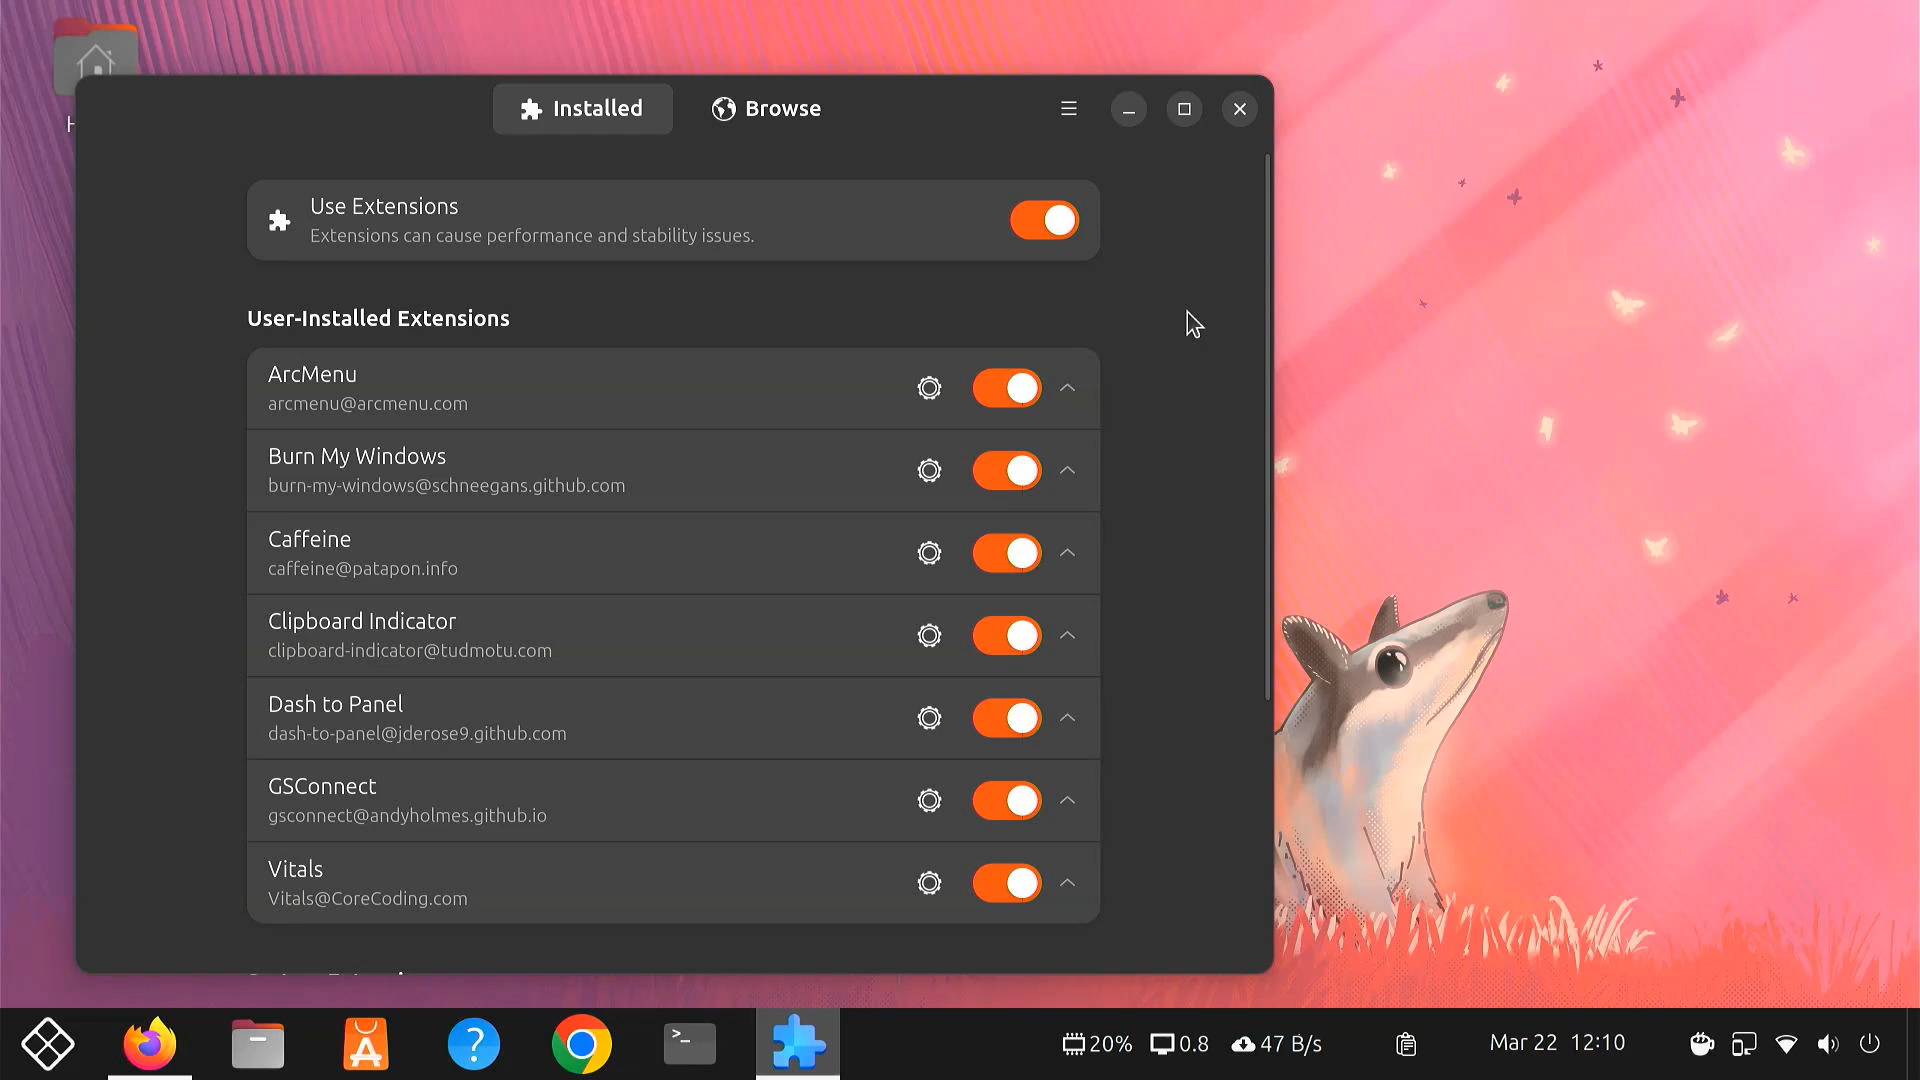 Installed
Browse
Use Extensions
Extensions can cause performance and stability issues.
User-Installed Extensions
ArcMenu
arcmenu@arcmenu.com
Burn My Windows
burn-my-windows@schneegans.github.com
Caffeine
caffeine@patapon.info
Clipboard Indicator
clipboard-indicator@tudmotu.com
Dash to Panel
dash-to-panel@jderose9.github.com
GSConnect
gsconnect@andyholmes.github.io
Vitals
Vitals@CoreCoding.com
20% 0.8 47 B/s Mar 22 12:10